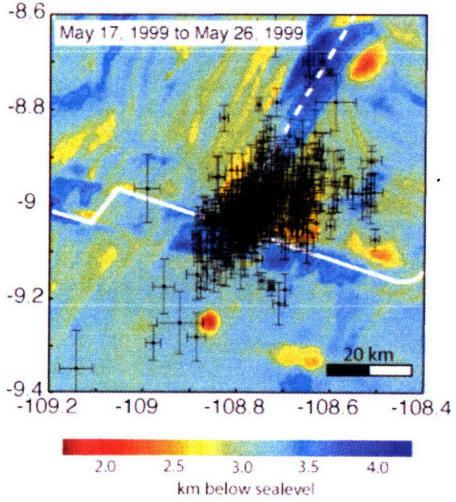 May 17, 1999 to May 26, 1999
-8.6
-8.8
-9
-9.2
-9.4
20 km
-109.2 -109 -108.8 -108.6 -108.4
2.0 2.5 3.0 3.5 4.0
km below sealevel